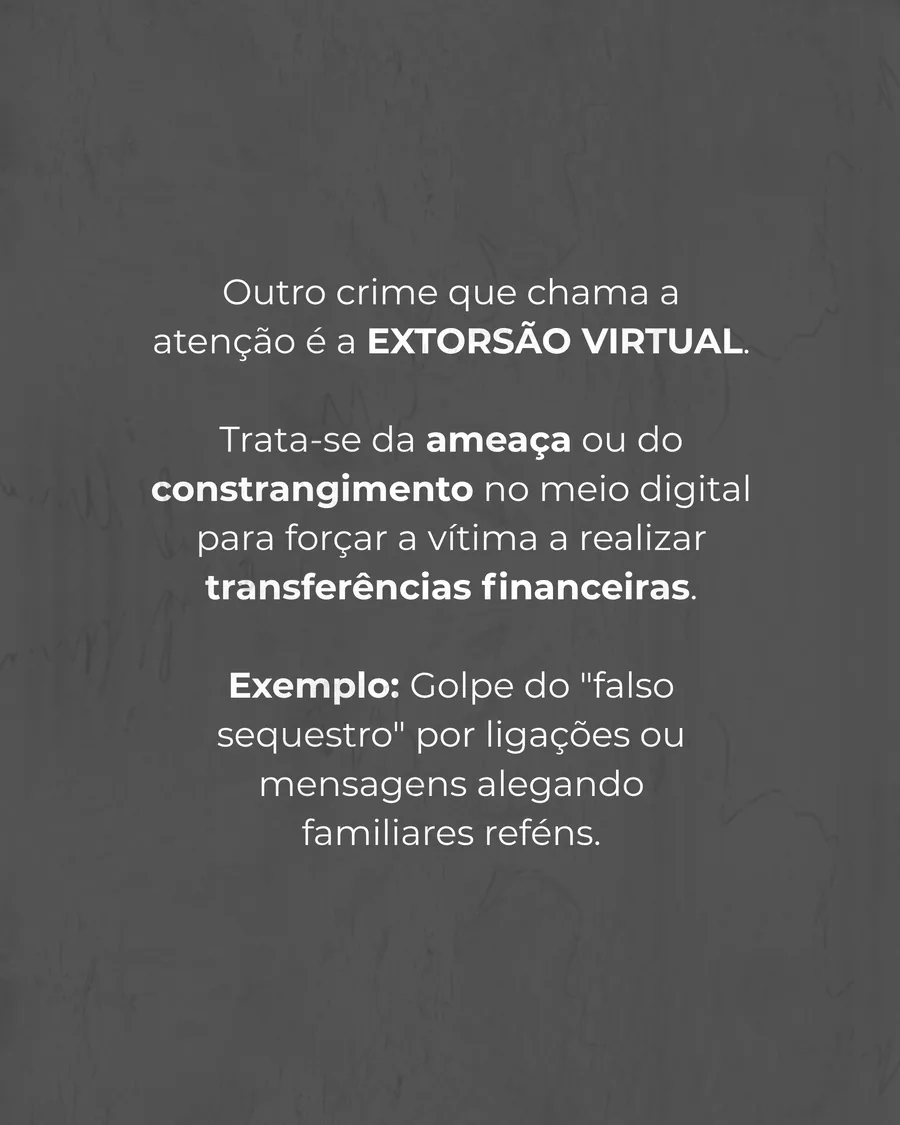 Outro crime que chama a
atenção é a EXTORSÃO VIRTUAL.
Trata-se da ameaça ou do
constrangimento no meio digital
para forçar a vítima a realizar
transferências financeiras.
Exemplo: Golpe do "falso
sequestro" por ligações ou
mensagens alegando
familiares reféns.